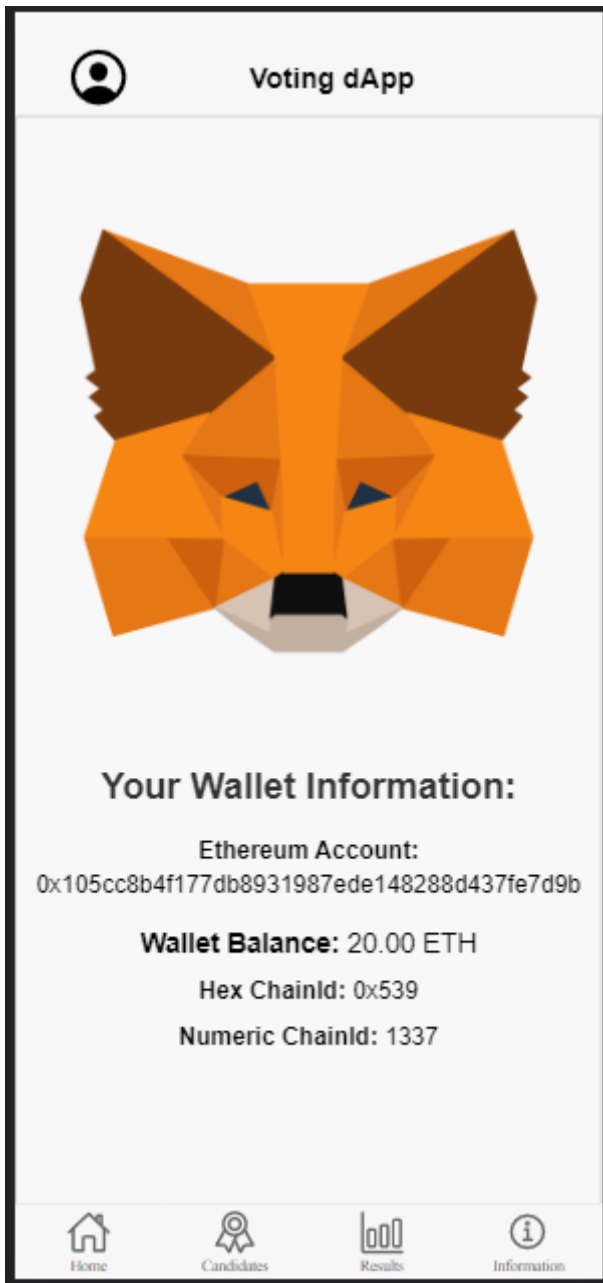 Voting dApp
Your Wallet Information:
Ethereum Account:
0x105cc8b4f177db8931987ede148288d437fe7d9b
Wallet Balance: 20.00 ETH
Hex ChainId: 0x539
Numeric ChainId: 1337
Home Candidates Results Information